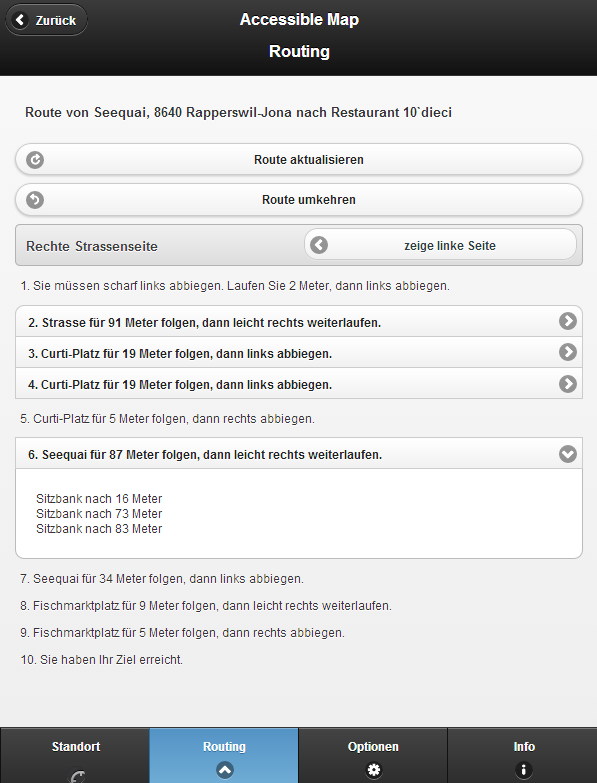 Zurück
Accessible Map
Routing
Route von Seequai, 8640 Rapperswil-Jona nach Restaurant 10`dieci
Route aktualisieren
Route umkehren
Rechte Strassenseite
zeige linke Seite
1. Sie müssen scharf links abbiegen. Laufen Sie 2 Meter, dann links abbiegen.
2. Strasse für 91 Meter folgen, dann leicht rechts weiterlaufen.
3. Curti-Platz für 19 Meter folgen, dann links abbiegen.
4. Curti-Platz für 19 Meter folgen, dann links abbiegen.
5. Curti-Platz für 5 Meter folgen, dann rechts abbiegen.
6. Seequai für 87 Meter folgen, dann leicht rechts weiterlaufen.
Sitzbank nach 16 Meter
Sitzbank nach 73 Meter
Sitzbank nach 83 Meter
7. Seequai für 34 Meter folgen, dann links abbiegen.
8. Fischmarktplatz für 9 Meter folgen, dann leicht rechts weiterlaufen.
9. Fischmarktplatz für 5 Meter folgen, dann rechts abbiegen.
10. Sie haben Ihr Ziel erreicht.
Standort
Routing
Optionen
Info